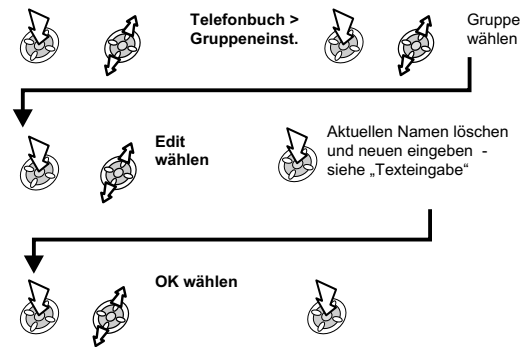 Telefonbuch >
Gruppeneinst.
Gruppe
wählen
Edit
wählen
Aktuellen Namen löschen
und neuen eingeben -
siehe „Texteingabe“
OK wählen